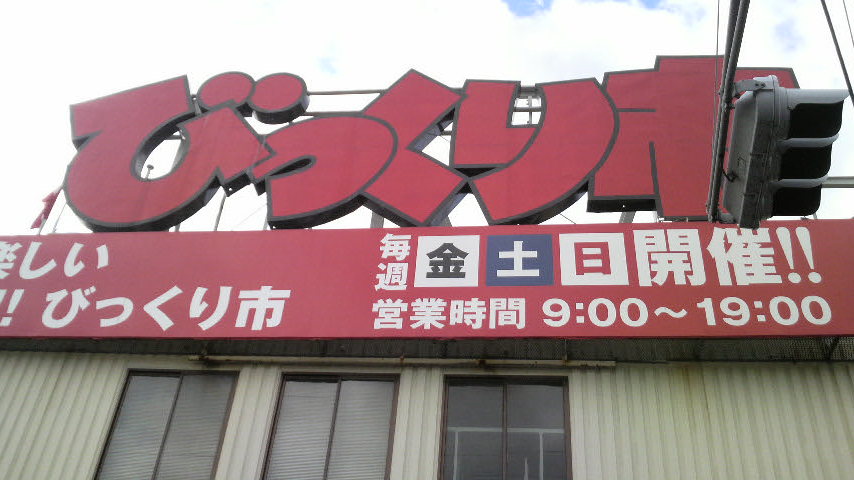 びっくり市
楽しい
!! びっくり市
毎週 金 土 日 開催!!
営業時間 9:00～19:00